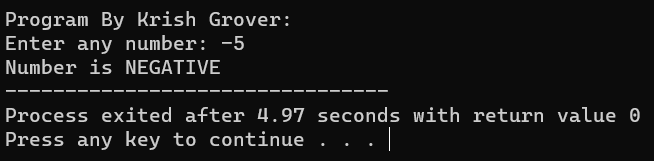 Program By Krish Grover:
Enter any number: -5
Number is NEGATIVE
--------------------------------
Process exited after 4.97 seconds with return value 0
Press any key to continue . . .